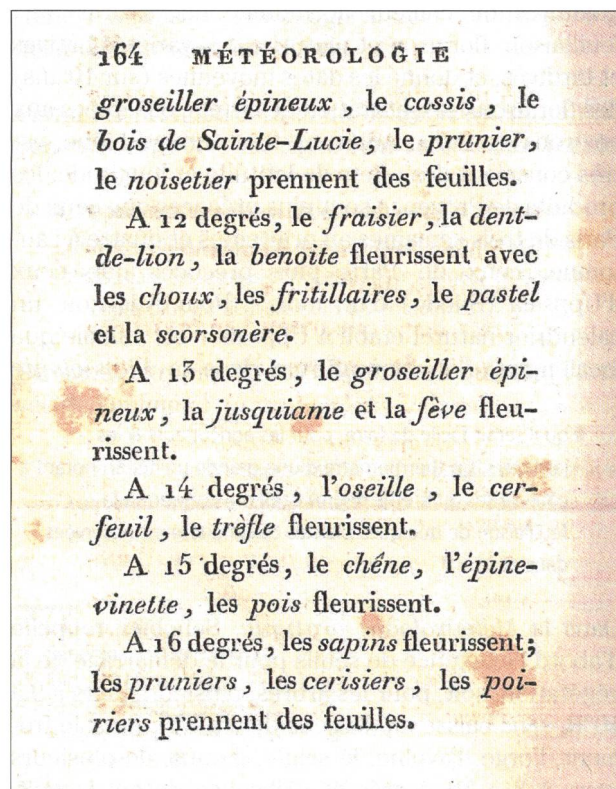 164 MÉTÉOROLOGIE
groseiller épineux le cassis, le
bois de Sainte-Lucie, le prunier,
le noisetier prennent des feuilles.
A 12 degrés, le fraisier, la dent-
de-lion, la benoite fleurissent avec
les choux, les fritillaires, le pastel
et la scorsonère.
A 13 degrés, le groseiller épi-
neux, la jusquiame et la fève fleu-
rissent.
A 14 degrés, l'oseille, le cer-
feuil, le trèfle fleurissent.
A 15 degrés, le chêne, l'épine-
vinette, les pois fleurissent.
A 16 degrés, les sapins fleurissent;
les pruniers, les cerisiers, les poi-
riers prennent des feuilles.